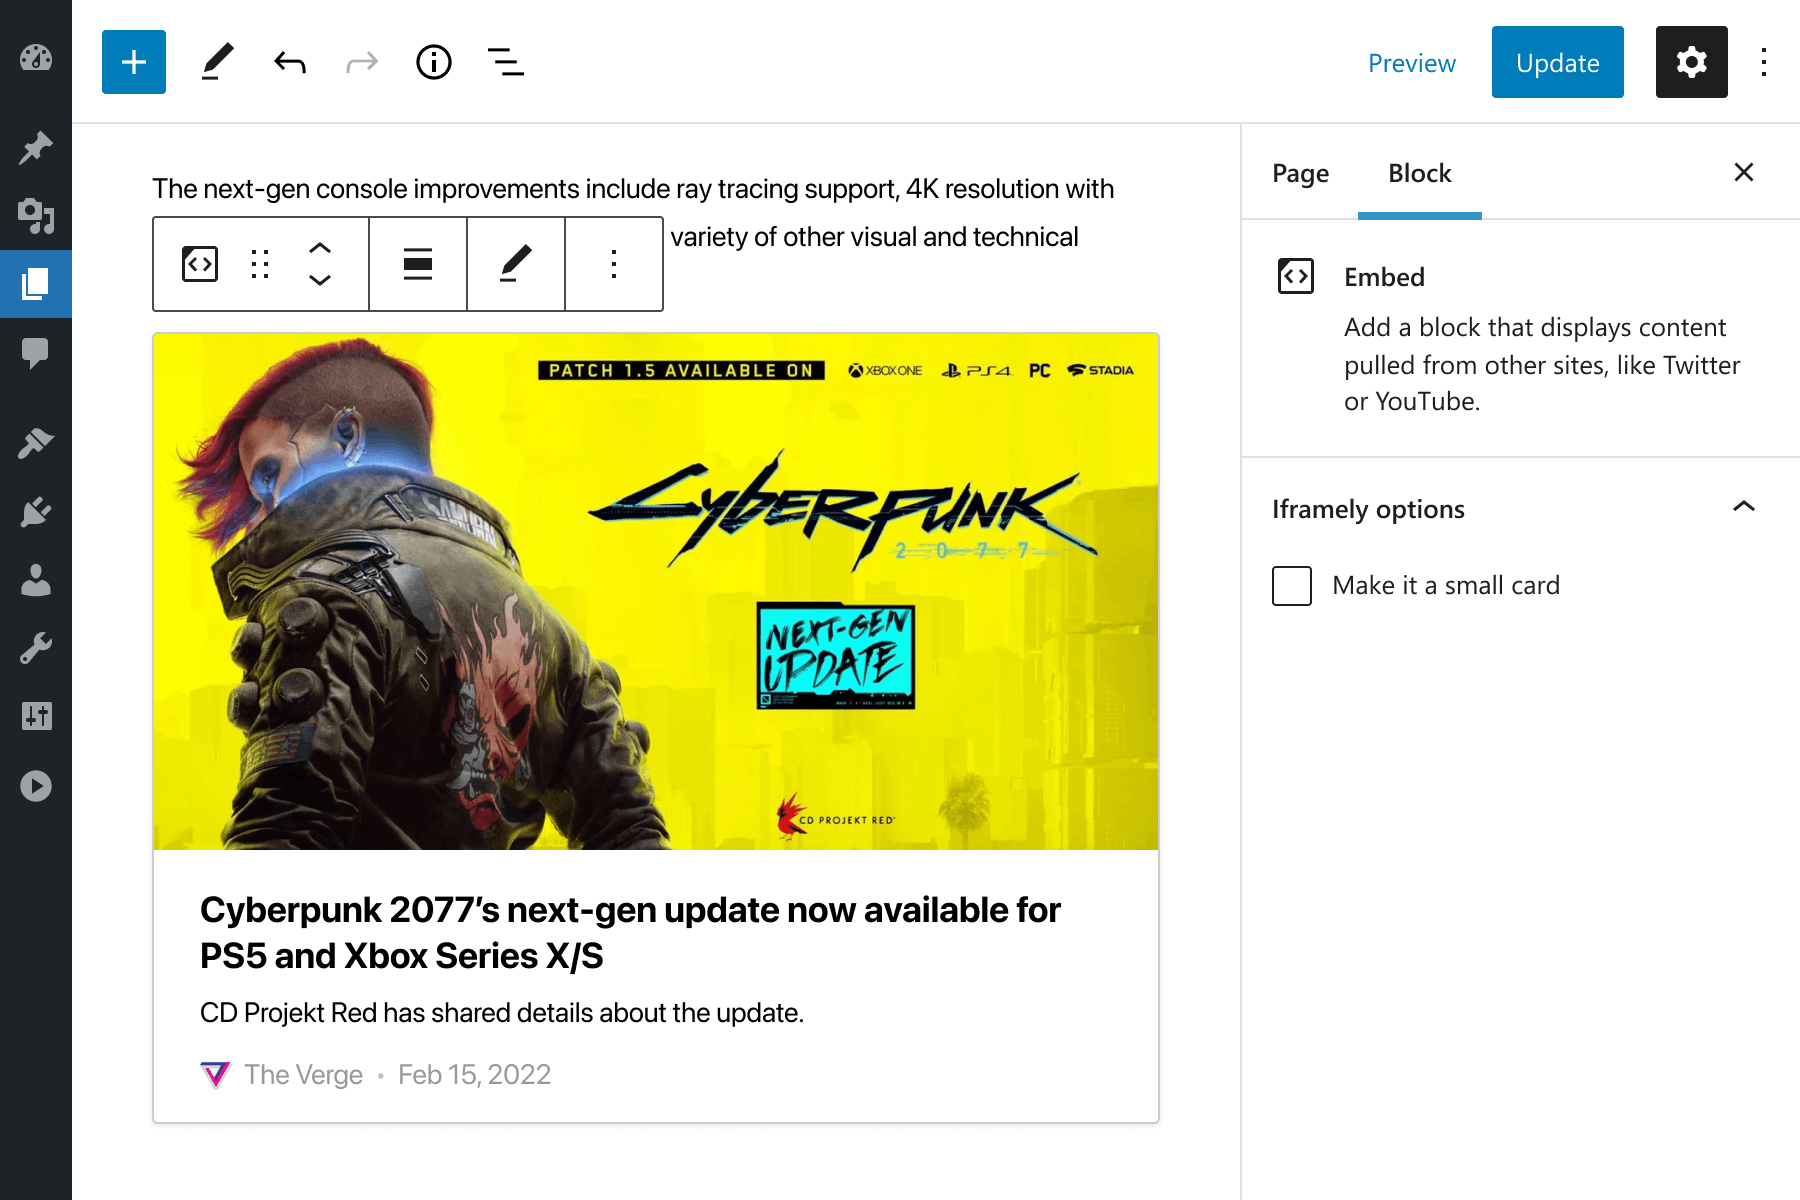 Preview
Update
The next-gen console improvements include ray tracing support, 4K resolution with
variety of other visual and technical
PATCH 1.5 AVAILABLE ON
XBOX ONE
PS4
PC
STADIA
SAMURAI
CYBERPUNK
2077
NEXT-GEN
UPDATE
CD PROJEKT RED
Cyberpunk 2077’s next-gen update now available for
PS5 and Xbox Series X/S
CD Projekt Red has shared details about the update.
The Verge • Feb 15, 2022
Page
Block
Embed
Add a block that displays content
pulled from other sites, like Twitter
or YouTube.
Iframely options
Make it a small card